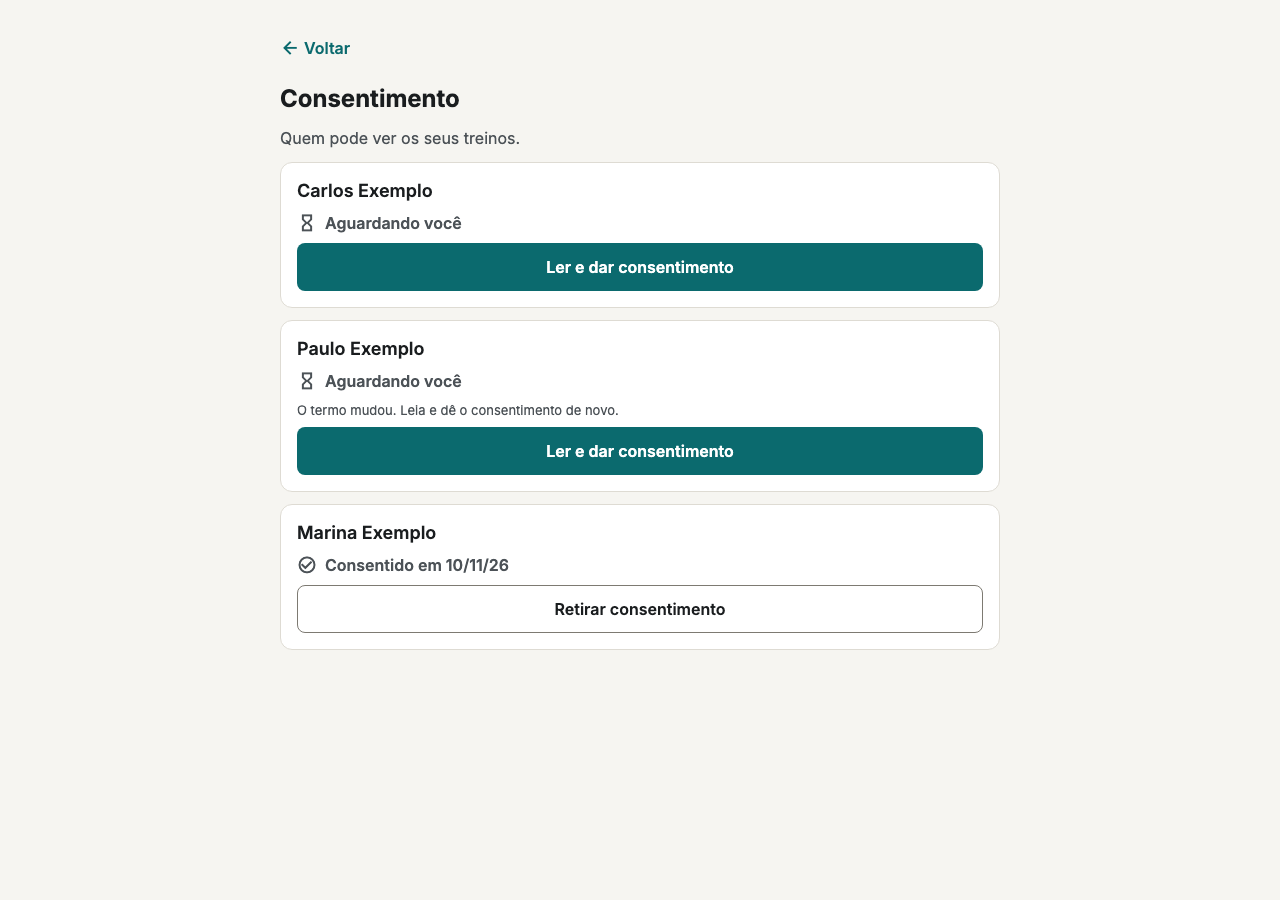 Voltar
Consentimento
Quem pode ver os seus treinos.
Carlos Exemplo
Aguardando você
Ler e dar consentimento
Paulo Exemplo
Aguardando você
O termo mudou. Leia e dê o consentimento de novo.
Ler e dar consentimento
Marina Exemplo
Consentido em 10/11/26
Retirar consentimento